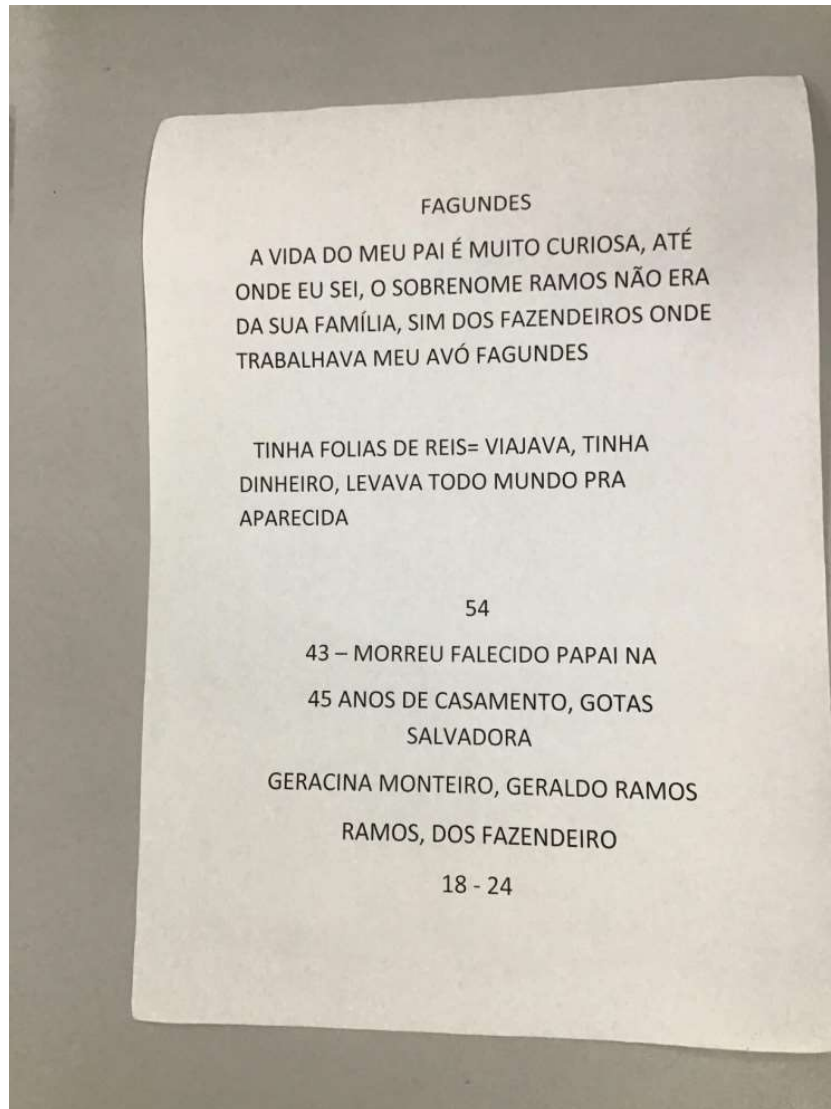 FAGUNDES
A VIDA DO MEU PAI É MUITO CURIOSA, ATÉ
ONDE EU SEI, O SOBRENOME RAMOS NÃO ERA
DA SUA FAMÍLIA, SIM DOS FAZENDEIROS ONDE
TRABALHAVA MEU AVÓ FAGUNDES
TINHA FOLIAS DE REIS= VIAJAVA, TINHA
DINHEIRO, LEVAVA TODO MUNDO PRA
APARECIDA
54
43 – MORREU FALECIDO PAPAI NA
45 ANOS DE CASAMENTO, GOTAS
SALVADORA
GERACINA MONTEIRO, GERALDO RAMOS
RAMOS, DOS FAZENDEIRO
18 - 24